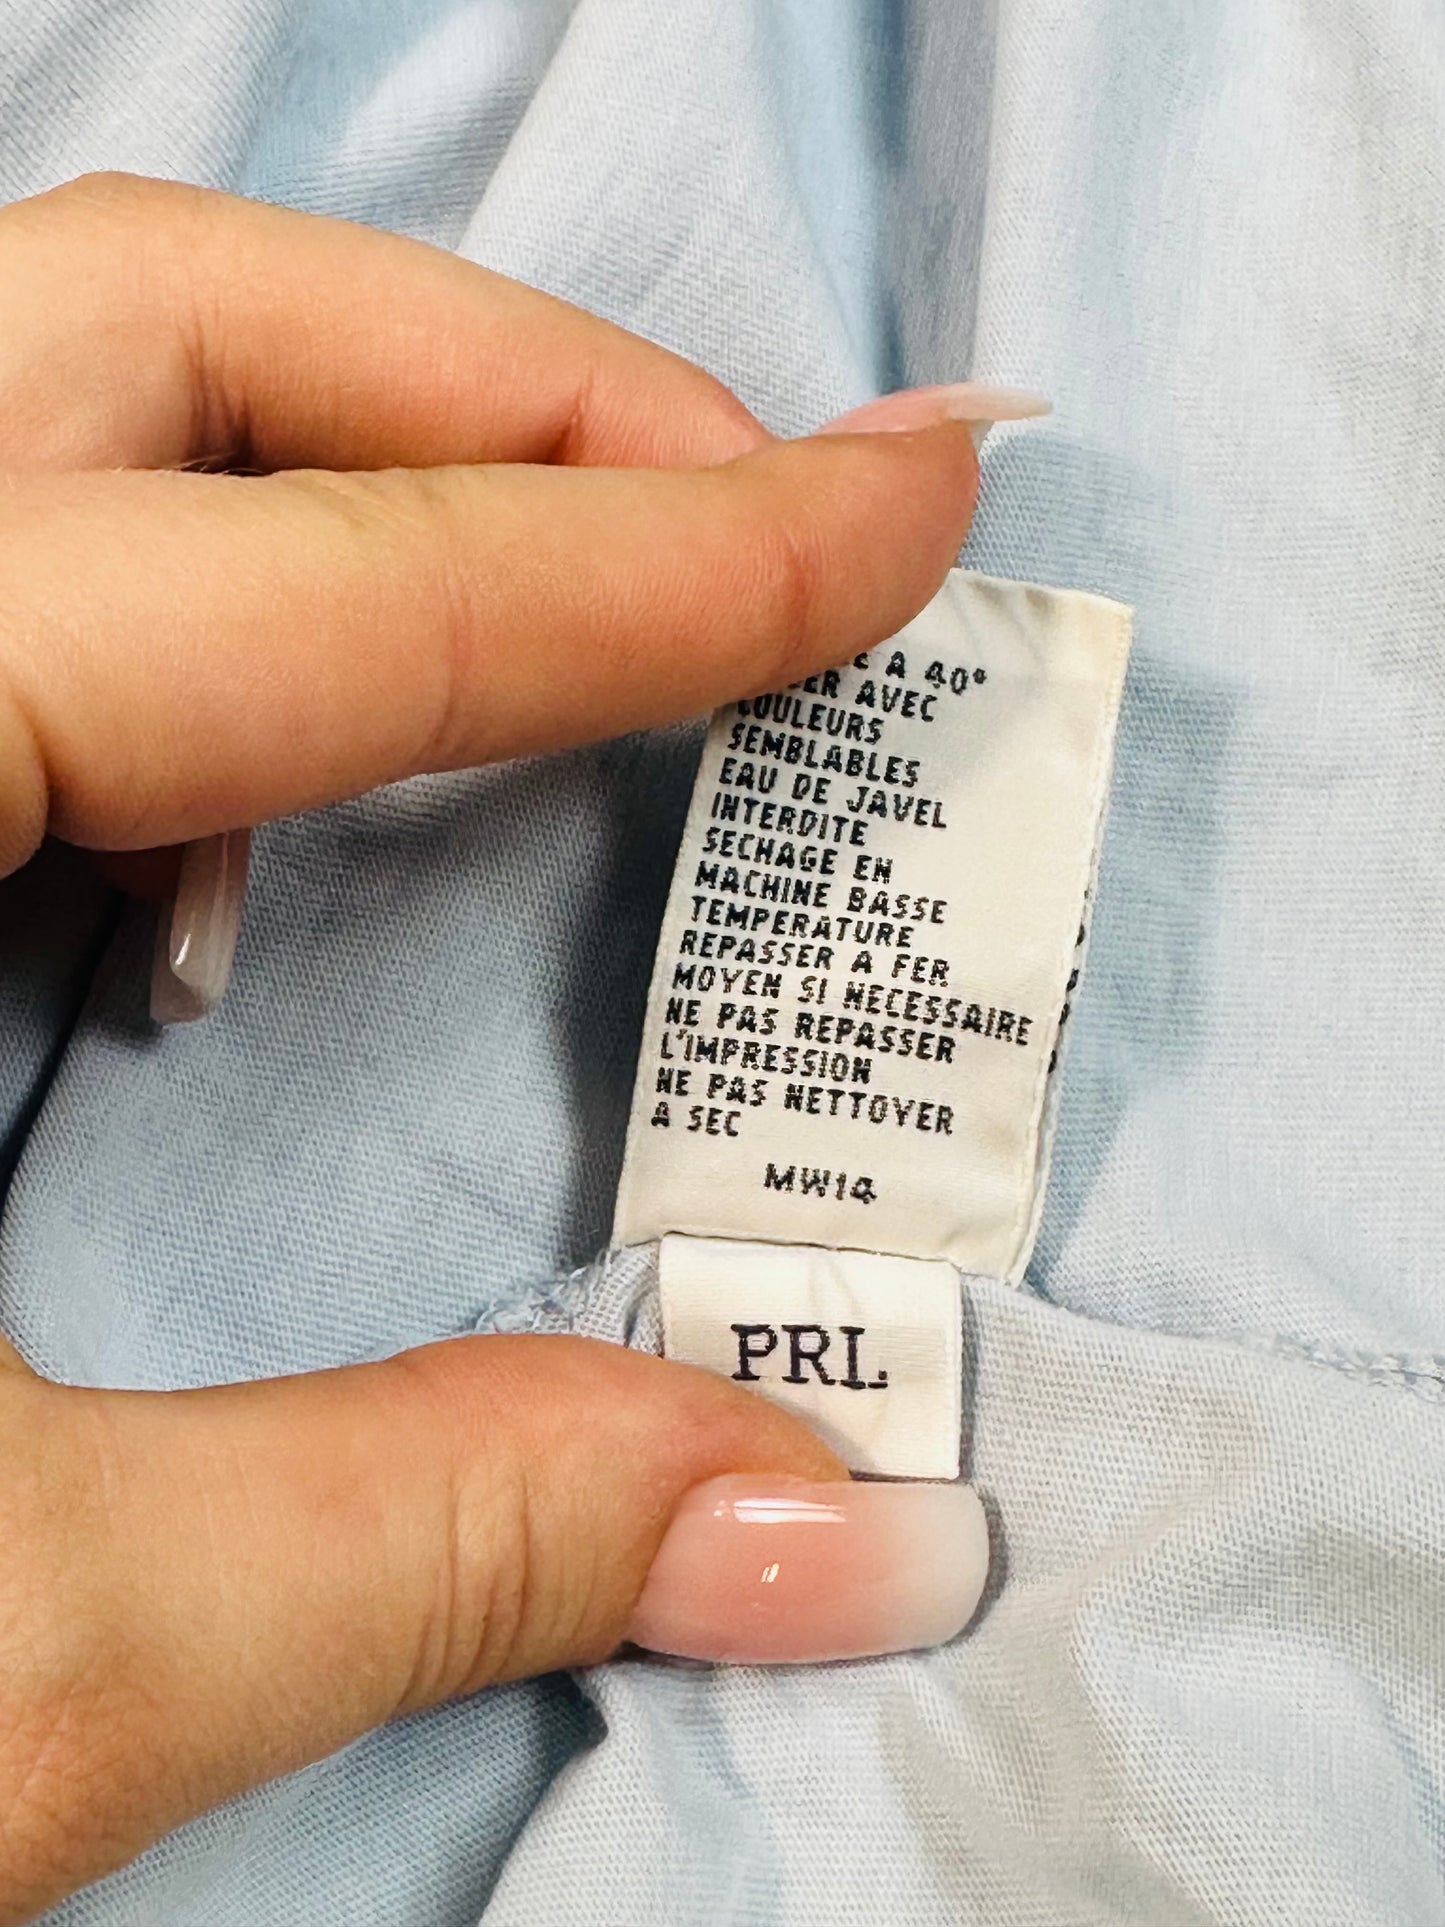 A 40°
AVEC
COULEURS
SEMBLABLES
EAU DE JAVEL
INTERDITE
SECHAGE EN
MACHINE BASSE
TEMPERATURE
REPASSER A FER
MOYEN SI NECESSAIRE
NE PAS REPASSER
L'IMPRESSION
NE PAS NETTOYER
A SEC
MW14
PRL